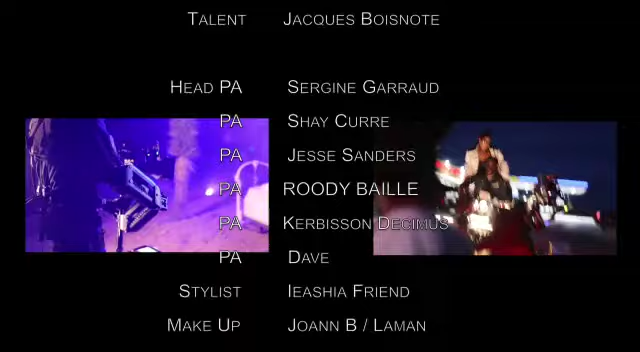 Talent Jacques Boisnote
Head PA Sergine Garraud
PA Shay Curre
PA Jesse Sanders
PA ROODY BAILLE
PA Kerbisson Decimus
PA Dave
Stylist Ieashia Friend
Make Up Joann B / Laman